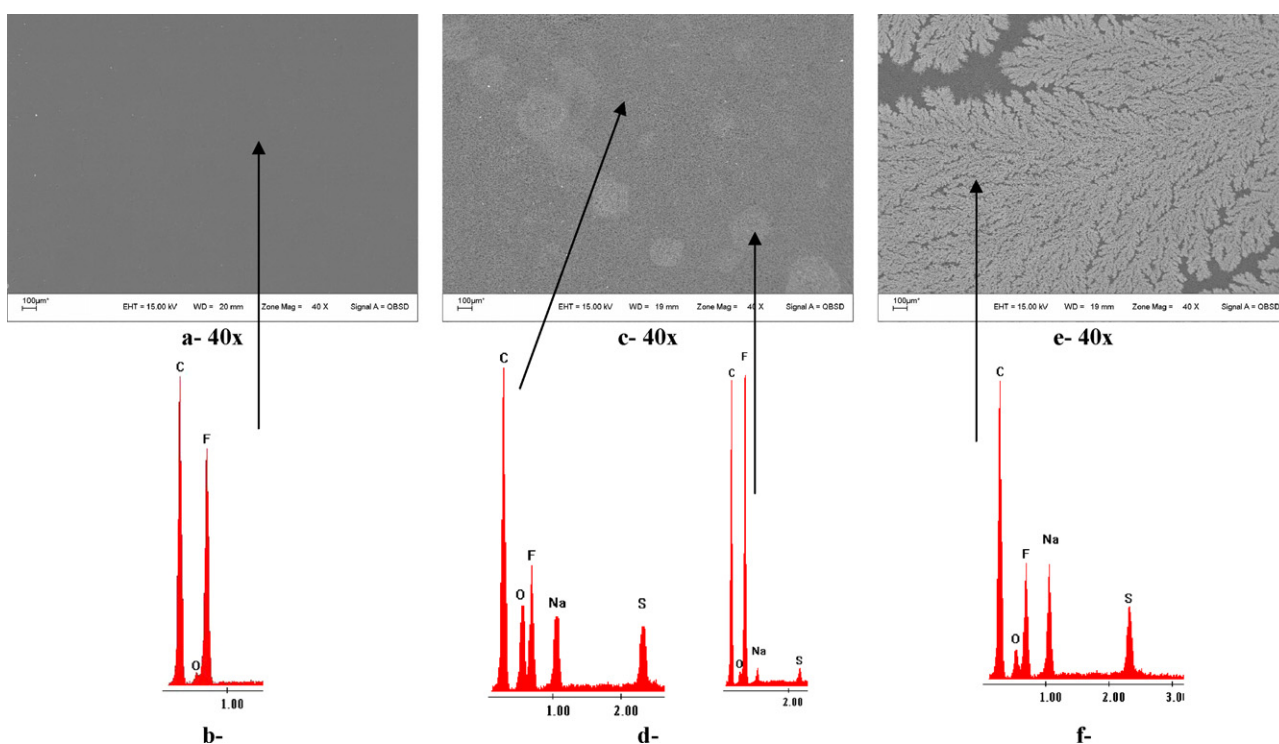 100µm* EHT = 15.00 kV WD = 20 mm Zone Mag = 40 X Signal A = QBSD
100µm* EHT = 15.00 kV WD = 19 mm Zone Mag = 40 X Signal A = QBSD
100µm* EHT = 15.00 kV WD = 19 mm Zone Mag = 40 X Signal A = QBSD
a- 40x
c- 40x
e- 40x
C
O
F
1.00
C
O
F
Na
S
1.00 2.00
C
O
F
Na
S
2.00
C
O
F
Na
S
1.00 2.00 3.0
b-
d-
f-